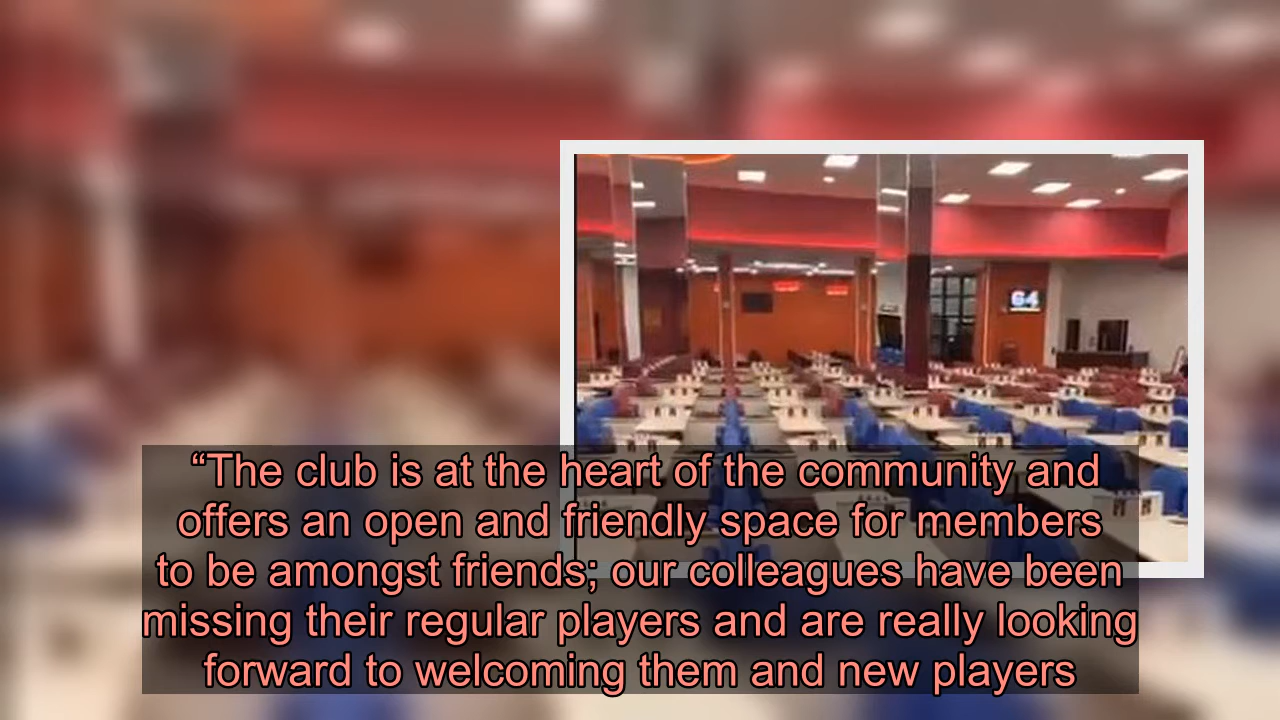 64
“The club is at the heart of the community and
offers an open and friendly space for members
to be amongst friends; our colleagues have been
missing their regular players and are really looking
forward to welcoming them and new players